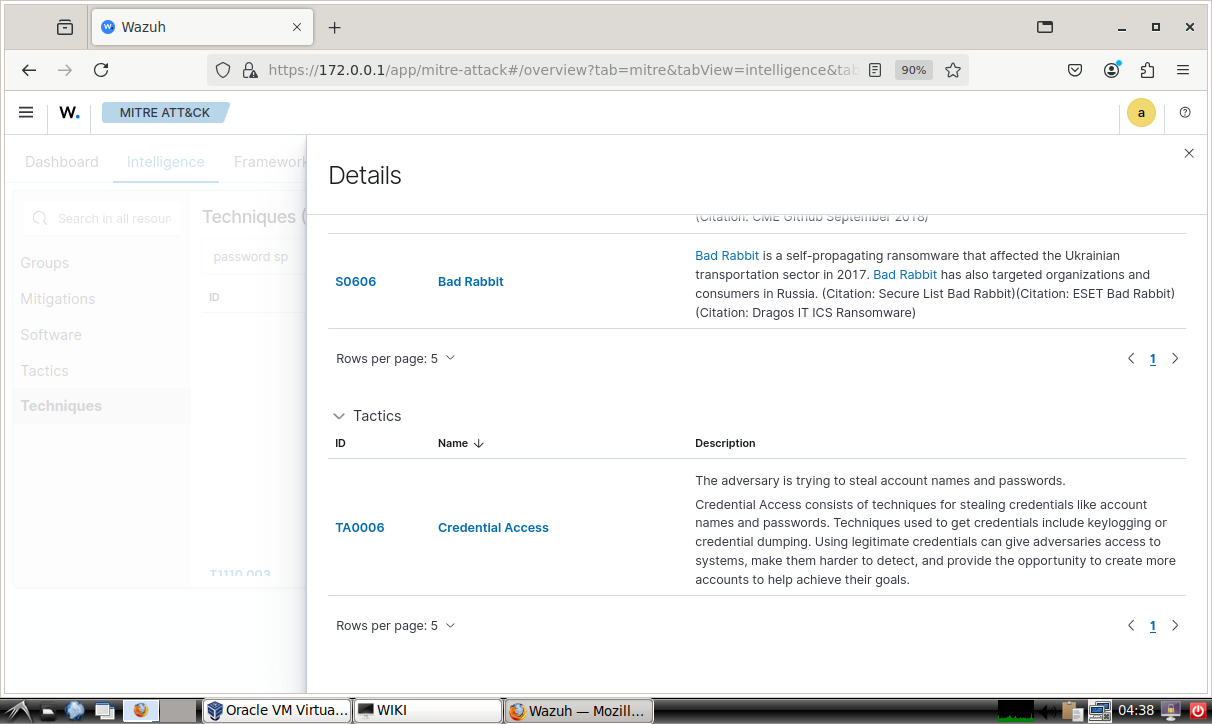 Wazuh
https://172.0.0.1/app/mitre-attack#/overview?tab=mitre&tabView=intelligence&tab
90%
W.
MITRE ATT&CK
a
Dashboard
Intelligence
Framework
Details
Search in all resour
Techniques (
(Citation: CME Github September 2018)
Groups
password sp
Mitigations
ID
Software
Tactics
Techniques
T1110.003
S0606
Bad Rabbit
Bad Rabbit is a self-propagating ransomware that affected the Ukrainian
transportation sector in 2017. Bad Rabbit has also targeted organizations and
consumers in Russia. (Citation: Secure List Bad Rabbit)(Citation: ESET Bad Rabbit)
(Citation: Dragos IT ICS Ransomware)
Rows per page: 5
1
Tactics
ID
Name
Description
TA0006
Credential Access
The adversary is trying to steal account names and passwords.
Credential Access consists of techniques for stealing credentials like account
names and passwords. Techniques used to get credentials include keylogging or
credential dumping. Using legitimate credentials can give adversaries access to
systems, make them harder to detect, and provide the opportunity to create more
accounts to help achieve their goals.
Rows per page: 5
1
Oracle VM Virtua...
WIKI
Wazuh — Mozill...
04:38